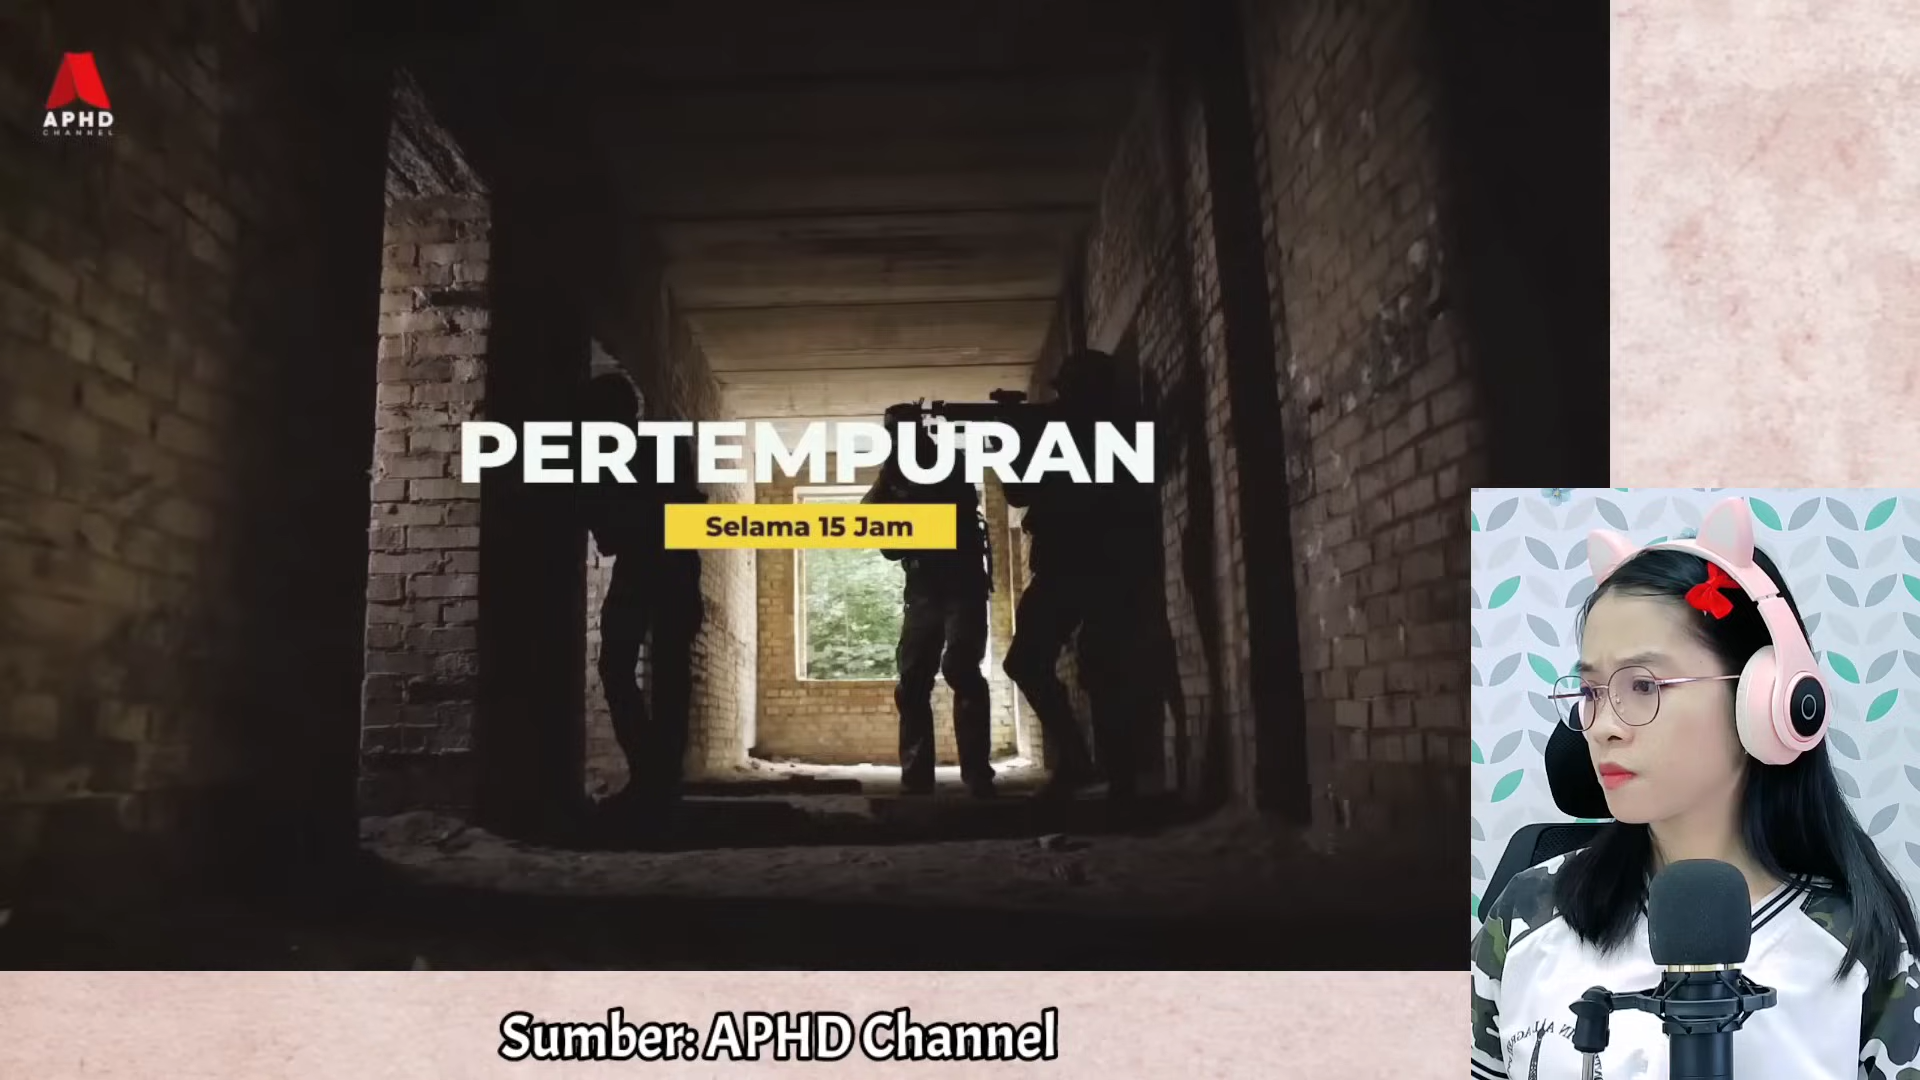 APHD
CHANNEL
PERTEMPURAN
Selama 15 Jam
Sumber: APHD Channel